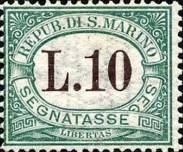 REPUB. DI S. MARINO
L.10
SEGNATASSE
LIBERTAS